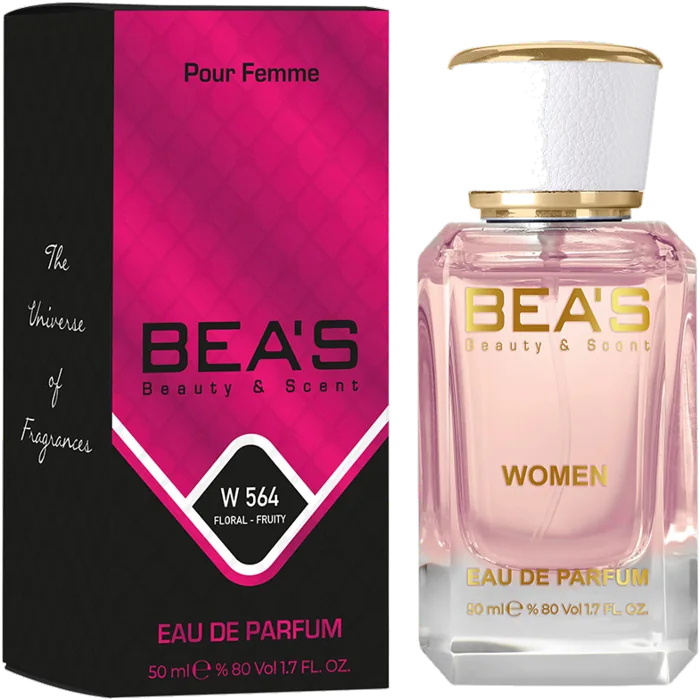 The
Universe
of
Fragrances
Pour Femme
BEA'S
Beauty & Scent
W 564
FLORAL - FRUITY
EAU DE PARFUM
50 ml ℮ % 80 Vol 1.7 FL. OZ.
BEA'S
Beauty & Scent
WOMEN
EAU DE PARFUM
50 ml ℮ % 80 Vol 1.7 FL. OZ.